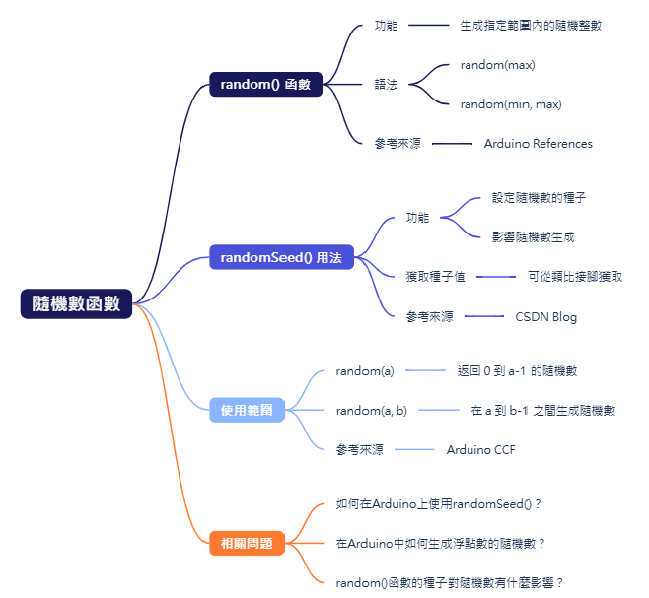 隨機數函數
random() 函數
功能
生成指定範圍內的隨機整數
語法
random(max)
random(min, max)
參考來源
Arduino References
randomSeed() 用法
功能
設定隨機數的種子
影響隨機數生成
獲取種子值
可從類比接腳獲取
參考來源
CSDN Blog
使用範圍
random(a)
返回 0 到 a-1 的隨機數
random(a, b)
在 a 到 b-1 之間生成隨機數
參考來源
Arduino CCF
相關問題
如何在Arduino上使用randomSeed()？
在Arduino中如何生成浮點數的隨機數？
random()函數的種子對隨機數有什麼影響？